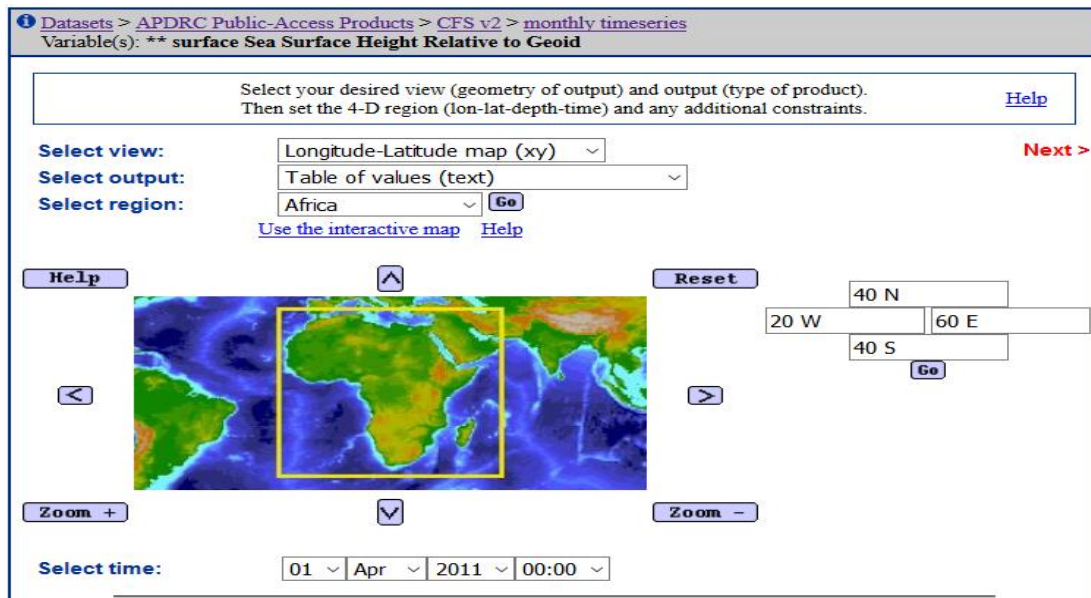 Datasets > APDRC Public-Access Products > CFS v2 > monthly timeseries
Variable(s): ** surface Sea Surface Height Relative to Geoid
Select your desired view (geometry of output) and output (type of product).
Then set the 4-D region (lon-lat-depth-time) and any additional constraints.
Help
Select view:
Longitude-Latitude map (xy)
Next >
Select output:
Table of values (text)
Select region:
Africa
Go
Use the interactive map Help
Help
Reset
40 N
20 W
60 E
40 S
Go
Zoom +
Zoom -
Select time:
01 Apr 2011 00:00